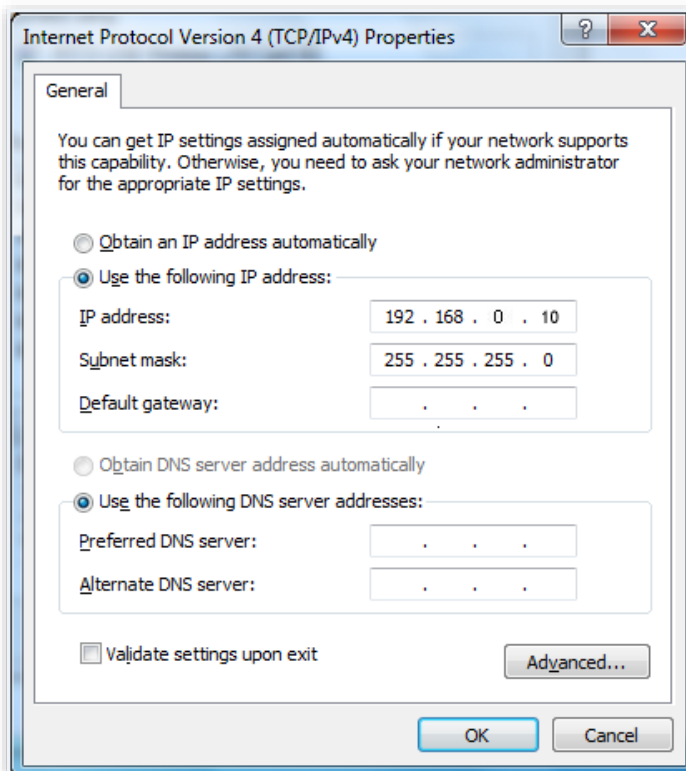 Internet Protocol Version 4 (TCP/IPv4) Properties
? X
General
You can get IP settings assigned automatically if your network supports
this capability. Otherwise, you need to ask your network administrator
for the appropriate IP settings.
Obtain an IP address automatically
Use the following IP address:
IP address: 192 . 168 . 0 . 10
Subnet mask: 255 . 255 . 255 . 0
Default gateway: . . .
Obtain DNS server address automatically
Use the following DNS server addresses:
Preferred DNS server: . . .
Alternate DNS server: . . .
Validate settings upon exit
Advanced...
OK Cancel